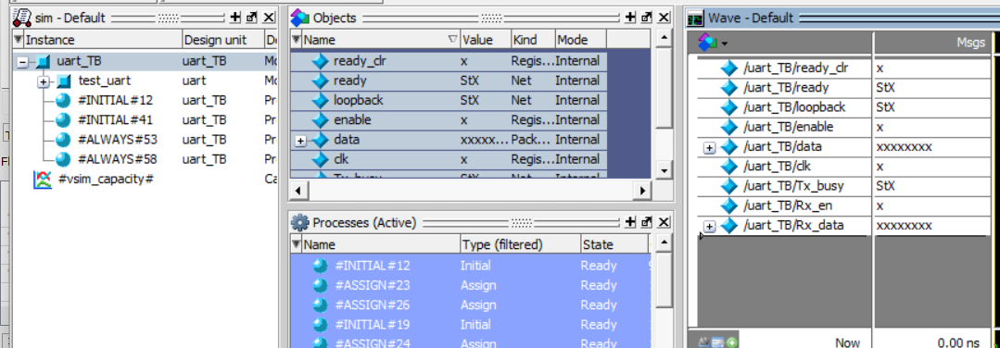 sim - Default
Instance Design unit D
uart_TB uart_TB Mo
test_uart uart Mo
#INITIAL#12 uart_TB Pr
#INITIAL#41 uart_TB Pr
#ALWAYS#53 uart_TB Pr
#ALWAYS#58 uart_TB Pr
#vsim_capacity# Ca
Objects
Name Value Kind Mode
ready_clr x Regis... Internal
ready StX Net Internal
loopback StX Net Internal
enable x Regis... Internal
data xxxxx... Pack... Internal
clk x Regis... Internal
Tx_busy StX Net Internal
Processes (Active)
Name Type (filtered) State
#INITIAL#12 Initial Ready
#ASSIGN#23 Assign Ready
#ASSIGN#26 Assign Ready
#INITIAL#19 Initial Ready
#ASSIGN#24 Assign Ready
Wave - Default
Msgs
/uart_TB/ready_clr x
/uart_TB/ready StX
/uart_TB/loopback StX
/uart_TB/enable x
/uart_TB/data xxxxxxxx
/uart_TB/clk x
/uart_TB/Tx_busy StX
/uart_TB/Rx_en x
/uart_TB/Rx_data xxxxxxxx
Now 0.00 ns